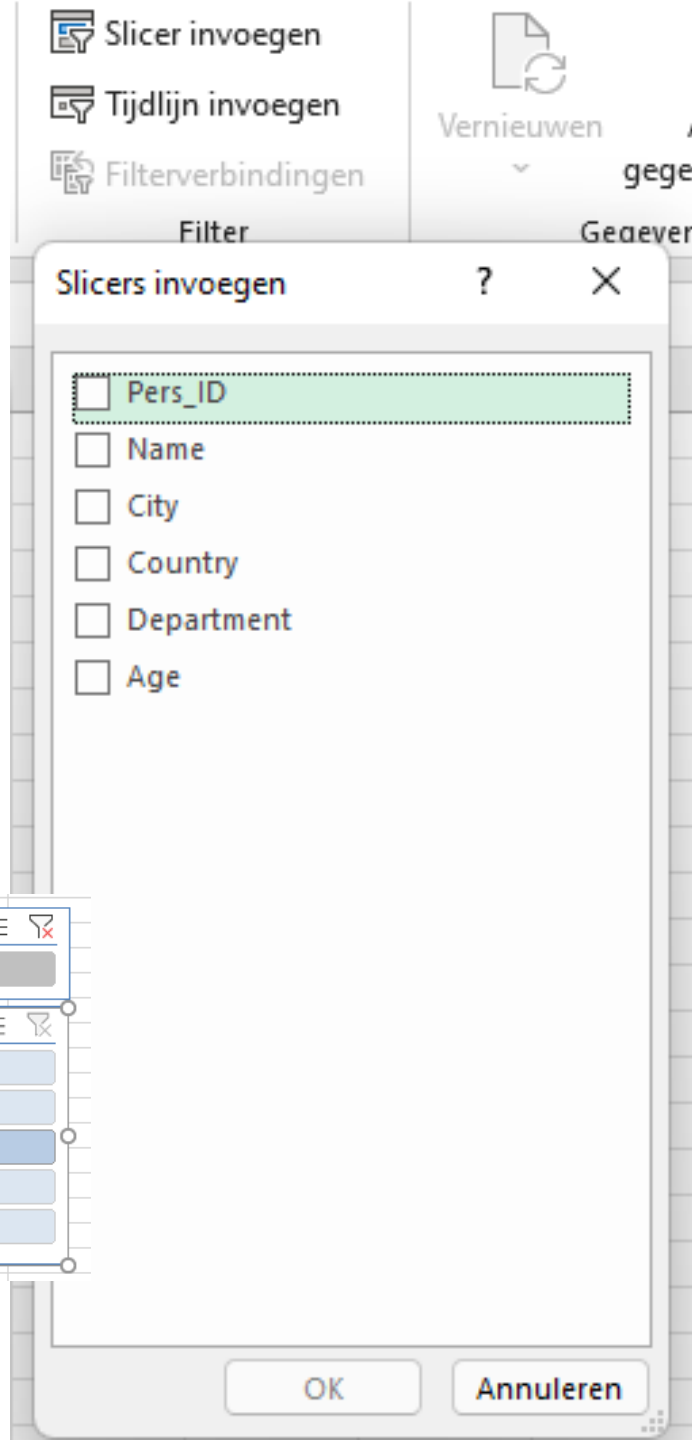 Slicer invoegen
Tijdlijn invoegen
Filterverbindingen
Filter
Vernieuwen
Slicers invoegen ?
Pers_ID
Name
City
Country
Department
Age
OK Annuleren